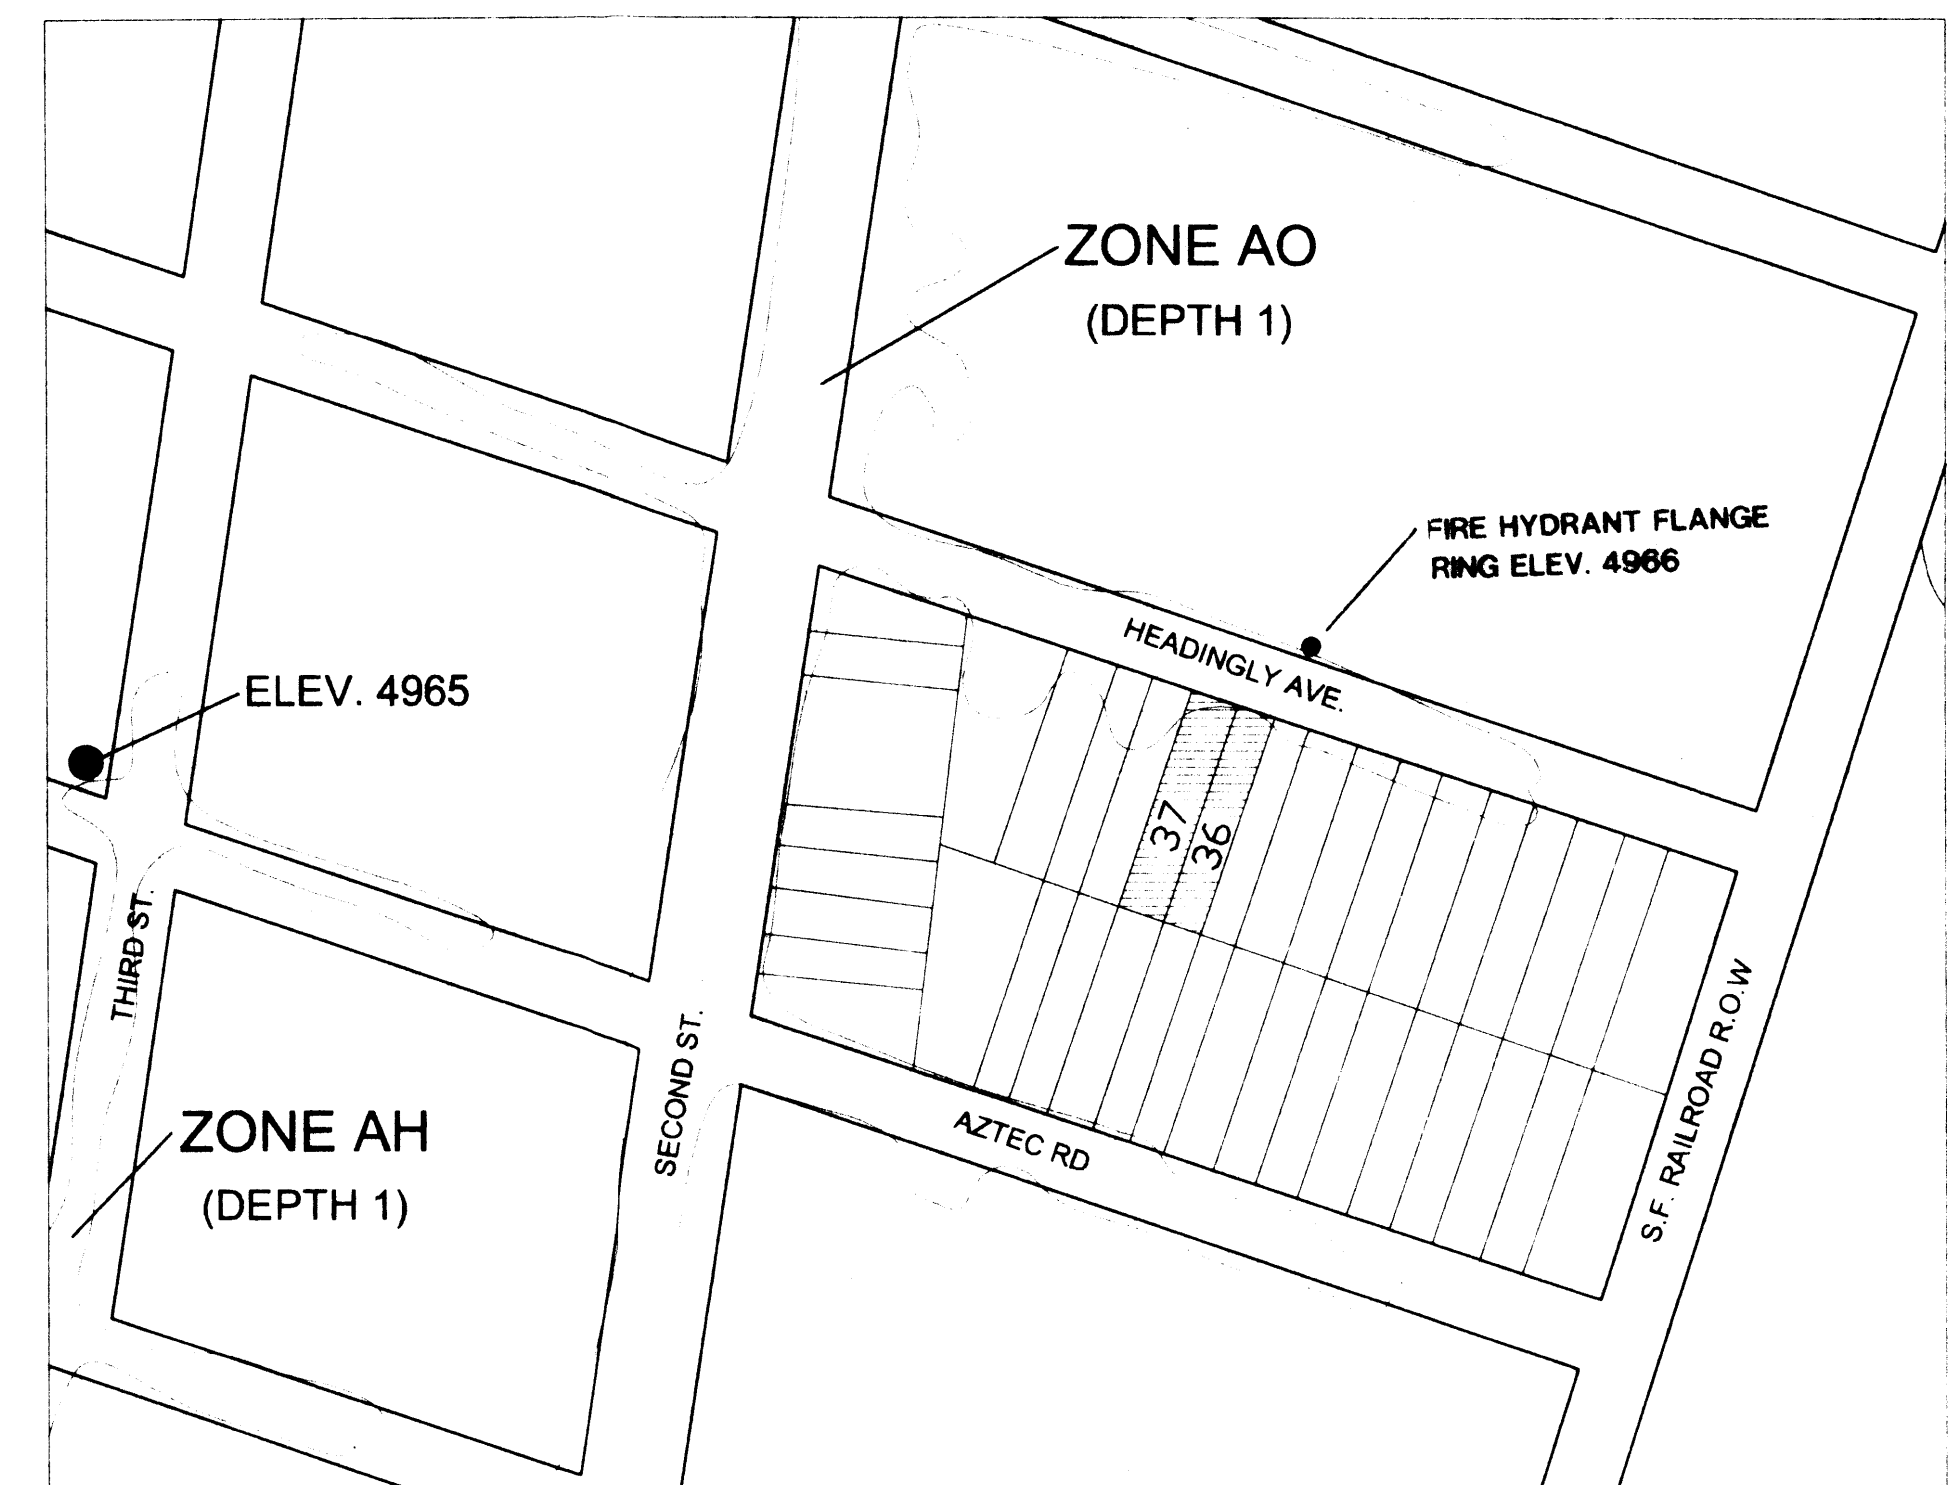 ZONE AO
(DEPTH 1)
FIRE HYDRANT FLANGE
RING ELEV. 4966
HEADINGLY AVE.
ELEV. 4965
37
36
THIRD ST.
SECOND ST.
S.F. RAILROAD R.O.W
ZONE AH
(DEPTH 1)
AZTEC RD